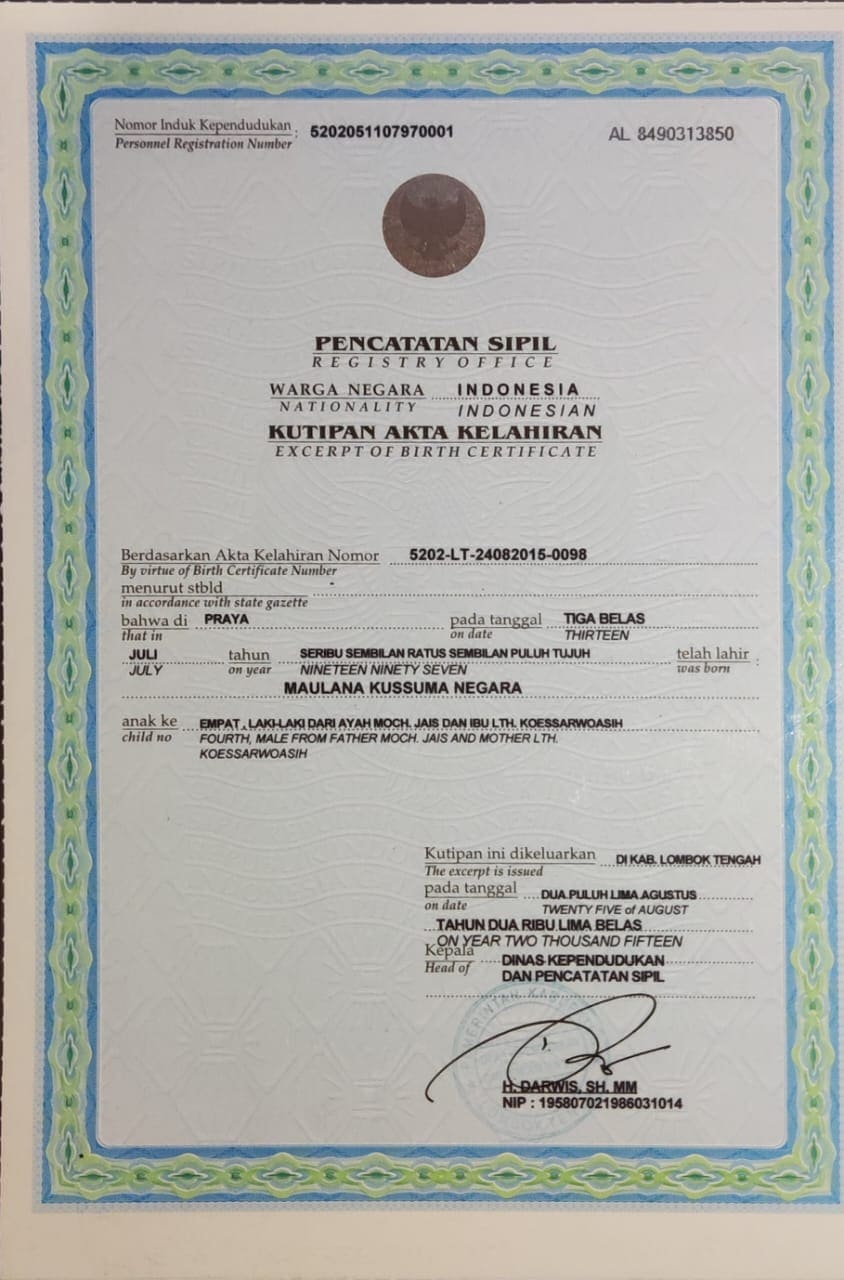 Nomor Induk Kependudukan : 5202051107970001 AL 8490313850
Personnel Registration Number
PENCATATAN SIPIL
REGISTRY OFFICE
WARGA NEGARA INDONESIA
NATIONALITY INDONESIAN
KUTIPAN AKTA KELAHIRAN
EXCERPT OF BIRTH CERTIFICATE
Berdasarkan Akta Kelahiran Nomor 5202-LT-24082015-0098
By virtue of Birth Certificate Number
menurut stbld -
in accordance with state gazette
bahwa di PRAYA pada tanggal TIGA BELAS
that in on date THIRTEEN
JULI tahun SERIBU SEMBILAN RATUS SEMBILAN PULUH TUJUH telah lahir :
JULY on year NINETEEN NINETY SEVEN was born
MAULANA KUSSUMA NEGARA
anak ke EMPAT , LAKI-LAKI DARI AYAH MOCH. JAIS DAN IBU LTH. KOESSARWOASIH
child no FOURTH, MALE FROM FATHER MOCH. JAIS AND MOTHER LTH.
KOESSARWOASIH
Kutipan ini dikeluarkan DI KAB. LOMBOK TENGAH
The excerpt is issued
pada tanggal DUA PULUH LIMA AGUSTUS
on date TWENTY FIVE of AUGUST
TAHUN DUA RIBU LIMA BELAS
ON YEAR TWO THOUSAND FIFTEEN
Kepala DINAS KEPENDUDUKAN
Head of DAN PENCATATAN SIPIL
H. DARWIS, SH. MM
NIP : 195807021986031014